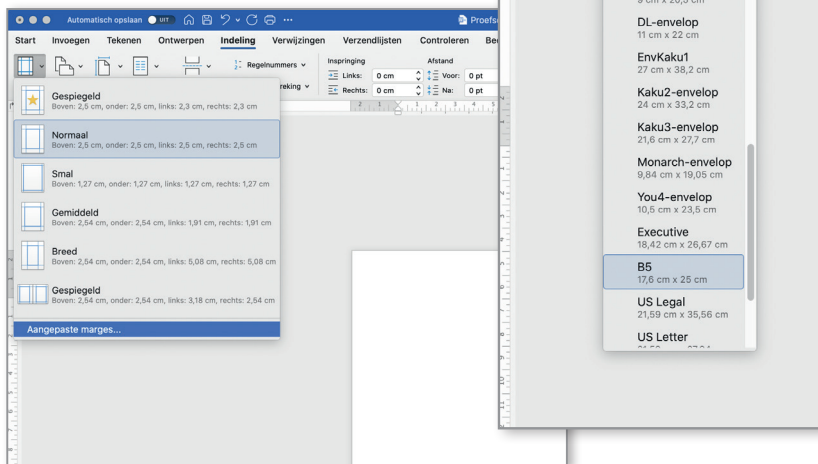 Automatisch opslaan UIT
Start Invoegen Tekenen Ontwerpen Indeling Verwijzingen Verzendlijsten Controleren
Regelnummers
Inspringing Afstand
Links: 0 cm Voor: 0 pt
Rechts: 0 cm Na: 0 pt
Gespiegeld
Boven: 2,5 cm, onder: 2,5 cm, links: 2,3 cm, rechts: 2,3 cm
Normaal
Boven: 2,5 cm, onder: 2,5 cm, links: 2,5 cm, rechts: 2,5 cm
Smal
Boven: 1,27 cm, onder: 1,27 cm, links: 1,27 cm, rechts: 1,27 cm
Gemiddeld
Boven: 2,54 cm, onder: 2,54 cm, links: 1,91 cm, rechts: 1,91 cm
Breed
Boven: 2,54 cm, onder: 2,54 cm, links: 5,08 cm, rechts: 5,08 cm
Gespiegeld
Boven: 2,54 cm, onder: 2,54 cm, links: 3,18 cm, rechts: 2,54 cm
Aangepaste marges...
2 1 1 2 3 4 5
DL-envelop
11 cm x 22 cm
EnvKaku1
27 cm x 38,2 cm
Kaku2-envelop
24 cm x 33,2 cm
Kaku3-envelop
21,6 cm x 27,7 cm
Monarch-envelop
9,84 cm x 19,05 cm
You4-envelop
10,5 cm x 23,5 cm
Executive
18,42 cm x 26,67 cm
B5
17,6 cm x 25 cm
US Legal
21,59 cm x 35,56 cm
US Letter